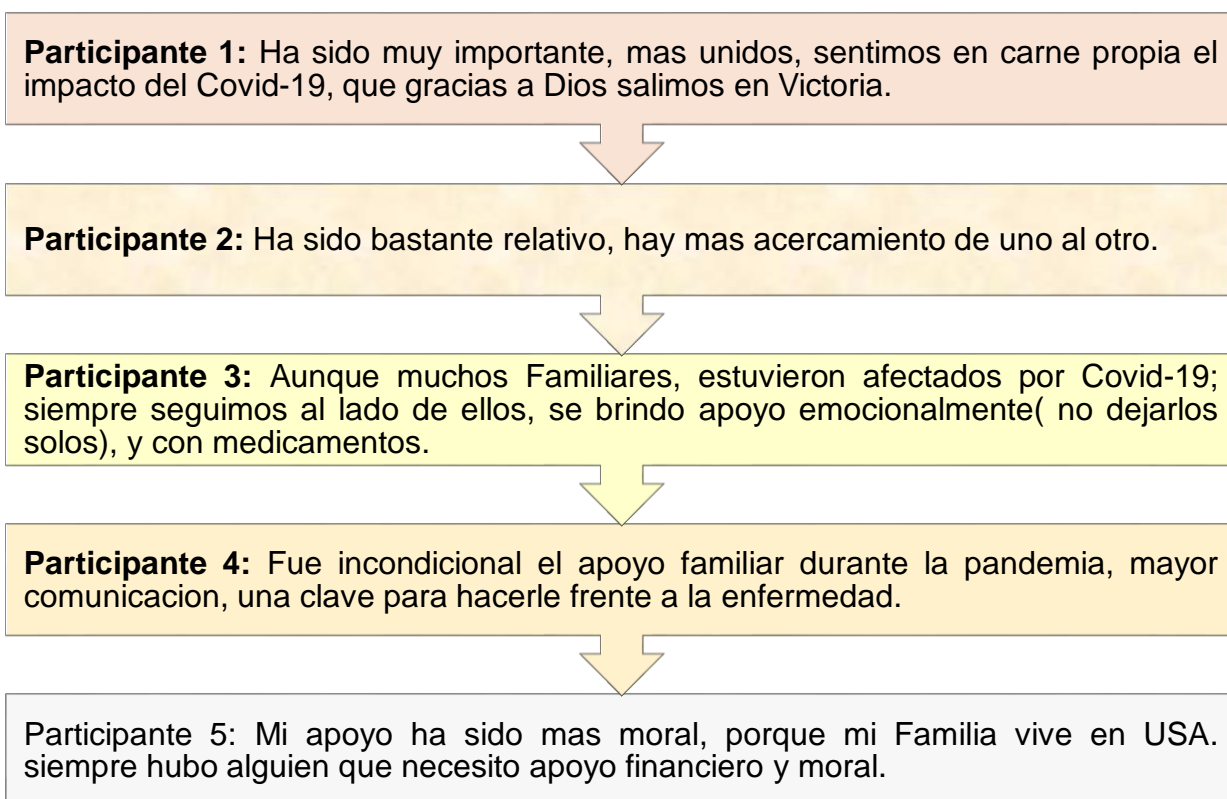 Participante 1: Ha sido muy importante, mas unidos, sentimos en carne propia el
impacto del Covid-19, que gracias a Dios salimos en Victoria.
Participante 2: Ha sido bastante relativo, hay mas acercamiento de uno al otro.
Participante 3: Aunque muchos Familiares, estuvieron afectados por Covid-19;
siempre seguimos al lado de ellos, se brindo apoyo emocionalmente( no dejarlos
solos), y con medicamentos.
Participante 4: Fue incondicional el apoyo familiar durante la pandemia, mayor
comunicacion, una clave para hacerle frente a la enfermedad.
Participante 5: Mi apoyo ha sido mas moral, porque mi Familia vive en USA.
siempre hubo alguien que necesito apoyo financiero y moral.